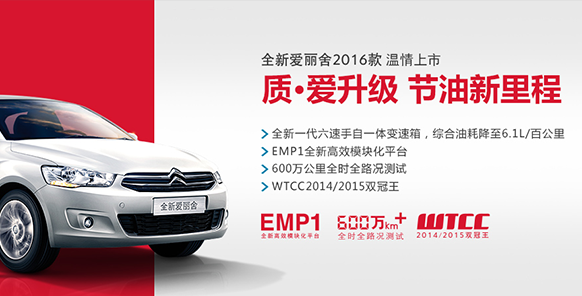 全新爱丽舍2016款 温情上市
质·爱升级 节油新里程
全新一代六速手自一体变速箱，综合油耗降至6.1L/百公里
EMP1全新高效模块化平台
600万公里全时全路况测试
WTCC2014/2015双冠王
全新爱丽舍
EMP1
全新高效模块化平台
600万km+
全时全路况测试
WTCC
2014/2015双冠王